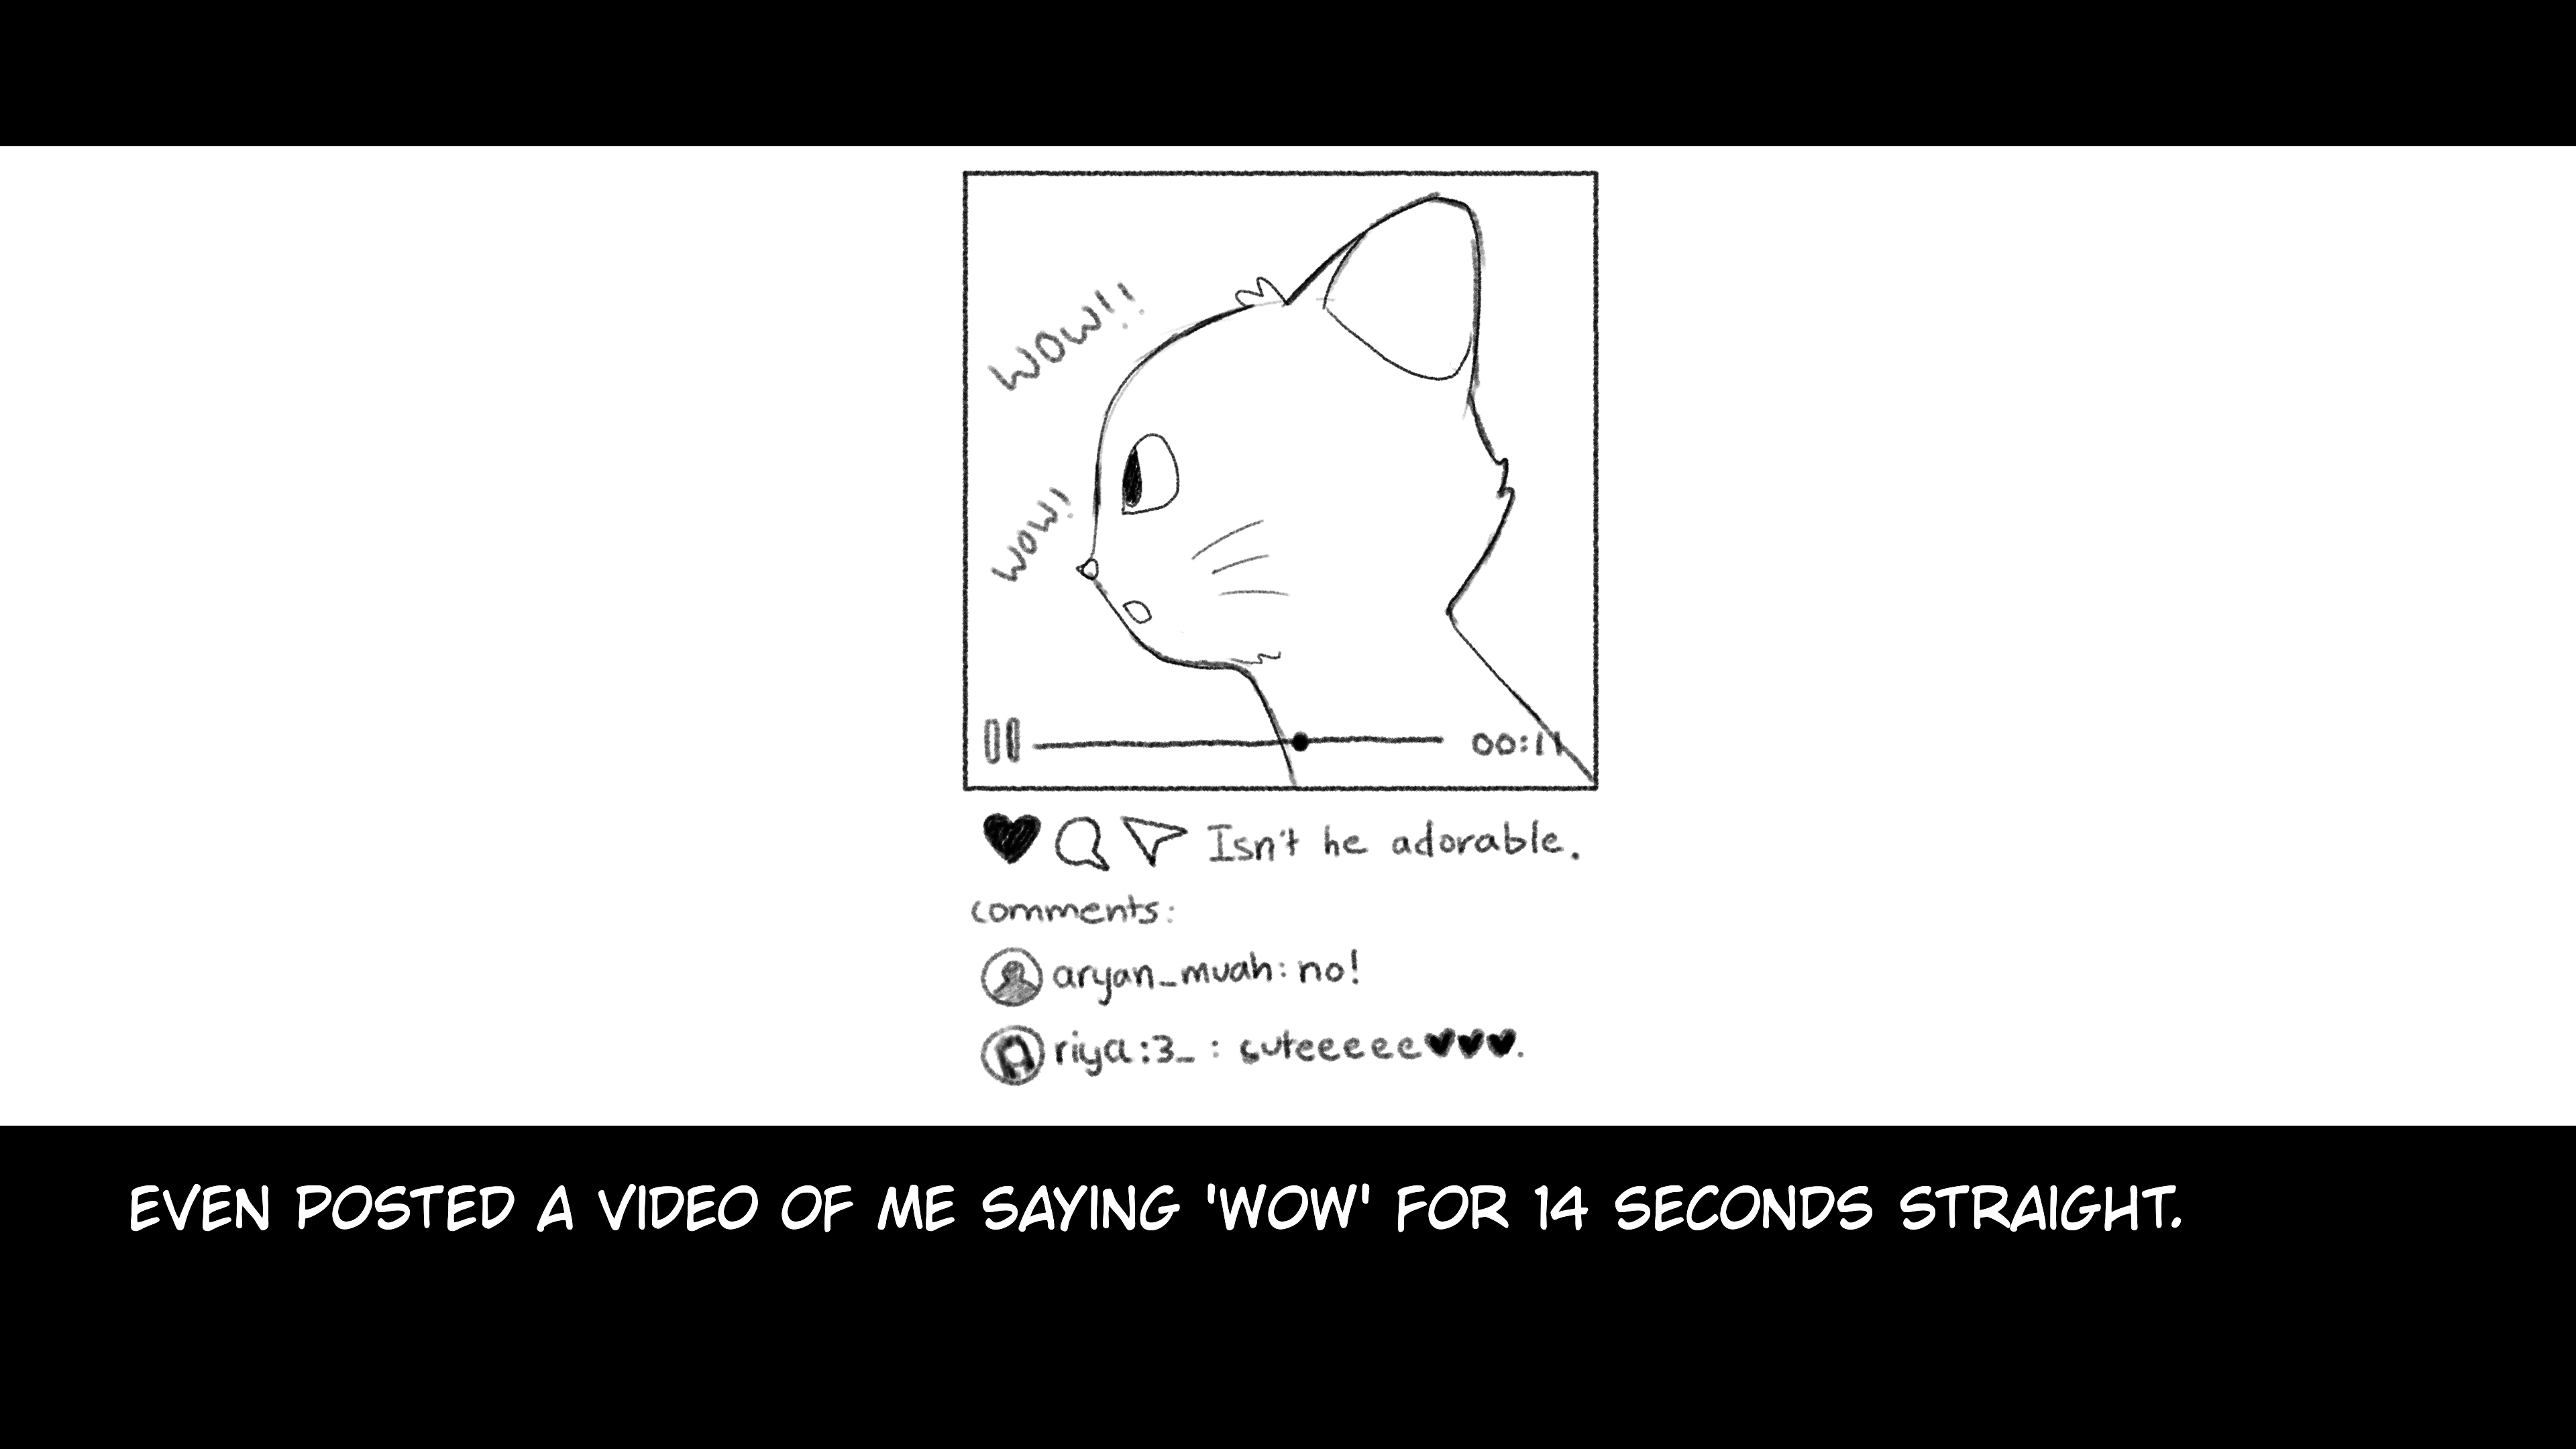 WOW!!
WOW!
00:11
Isn't he adorable.
comments:
aryan_muah: no!
riya:3_ : cuteeeee♥♥♥.
EVEN POSTED A VIDEO OF ME SAYING 'WOW' FOR 14 SECONDS STRAIGHT.